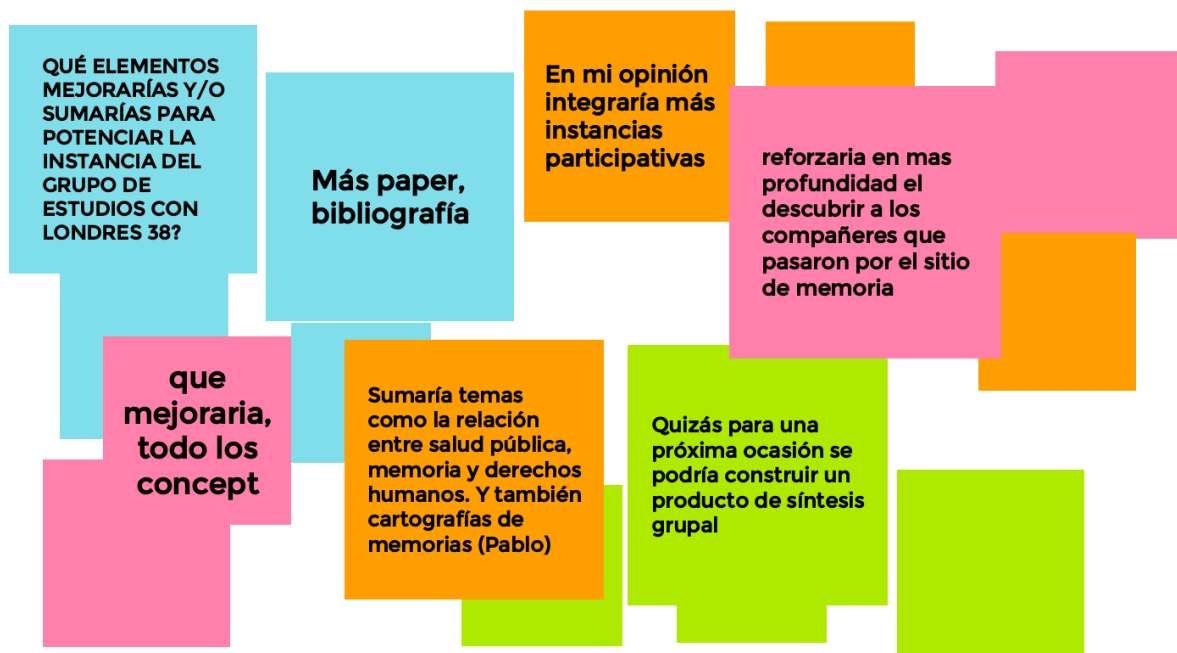 QUÉ ELEMENTOS
MEJORARÍAS Y/O
SUMARÍAS PARA
POTENCIAR LA
INSTANCIA DEL
GRUPO DE
ESTUDIOS CON
LONDRES 38?
Más paper,
bibliografía
En mi opinión
integraría más
instancias
participativas
reforzaria en mas
profundidad el
descubrir a los
compañeres que
pasaron por el sitio
de memoria
que
mejoraria,
todo los
concept
Sumaría temas
como la relación
entre salud pública,
memoria y derechos
humanos. Y también
cartografías de
memorias (Pablo)
Quizás para una
próxima ocasión se
podría construir un
producto de síntesis
grupal